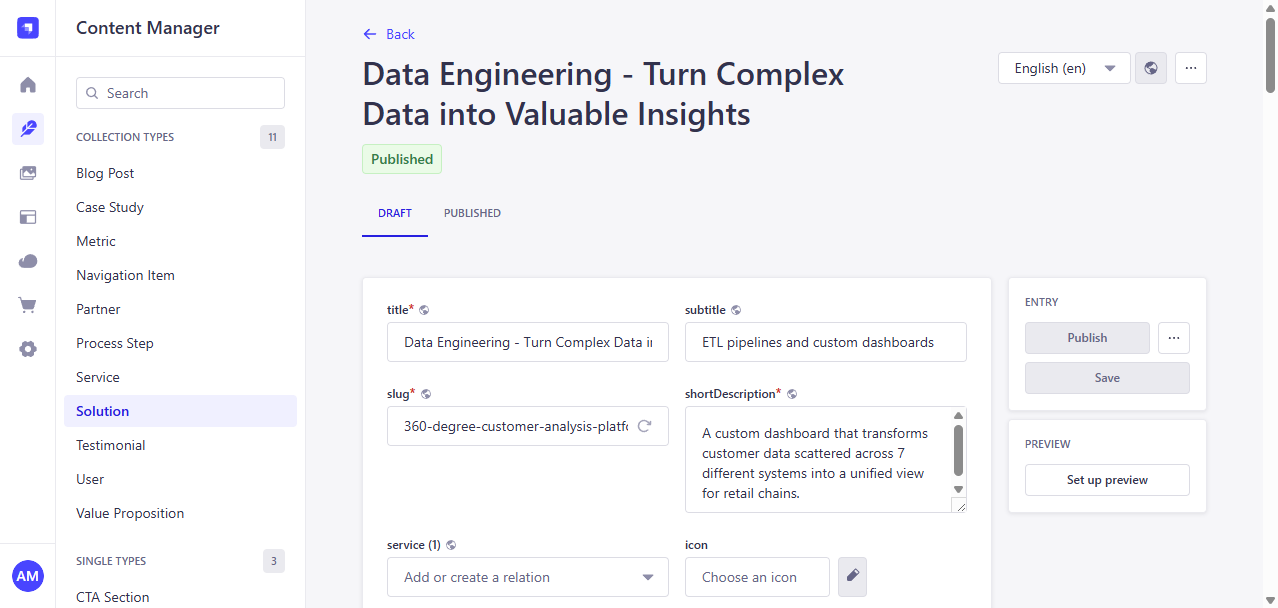 Content Manager
Search
COLLECTION TYPES
11
Blog Post
Case Study
Metric
Navigation Item
Partner
Process Step
Service
Solution
Testimonial
User
Value Proposition
SINGLE TYPES
3
CTA Section
AM
Back
Data Engineering - Turn Complex
Data into Valuable Insights
Published
English (en)
DRAFT
PUBLISHED
title*
Data Engineering - Turn Complex Data in
subtitle
ETL pipelines and custom dashboards
slug*
360-degree-customer-analysis-platfo
shortDescription*
A custom dashboard that transforms
customer data scattered across 7
different systems into a unified view
for retail chains.
service (1)
Add or create a relation
icon
Choose an icon
ENTRY
Publish
Save
PREVIEW
Set up preview